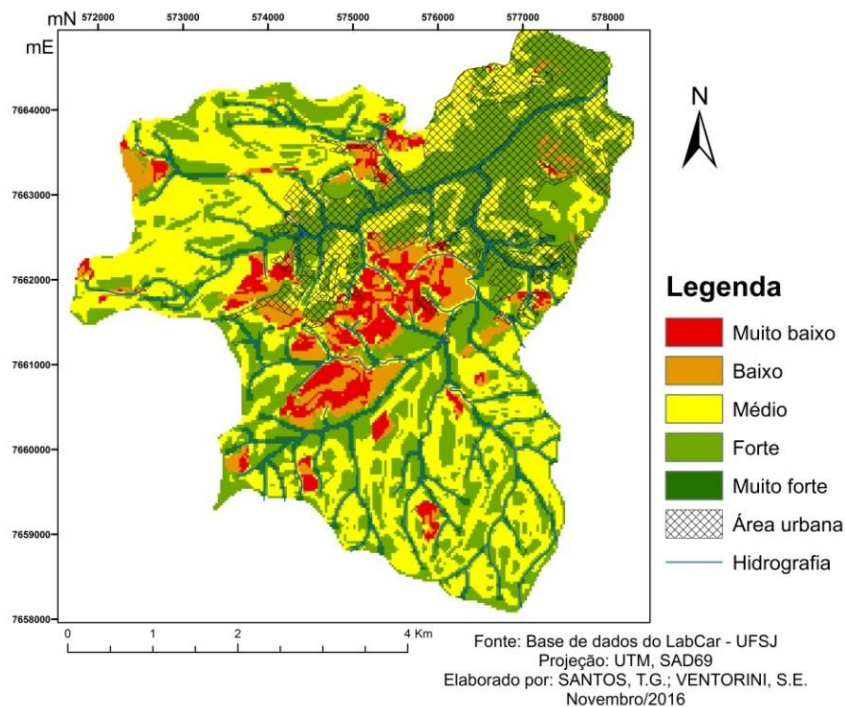 mN 572000 573000 574000 575000 576000 577000 578000
mE
7664000
7663000
7662000
7661000
7660000
7659000
7658000
N
Legenda
Muito baixo
Baixo
Médio
Forte
Muito forte
Área urbana
Hidrografia
0 1 2 4 Km
Fonte: Base de dados do LabCar - UFSJ
Projeção: UTM, SAD69
Elaborado por: SANTOS, T.G.; VENTORINI, S.E.
Novembro/2016